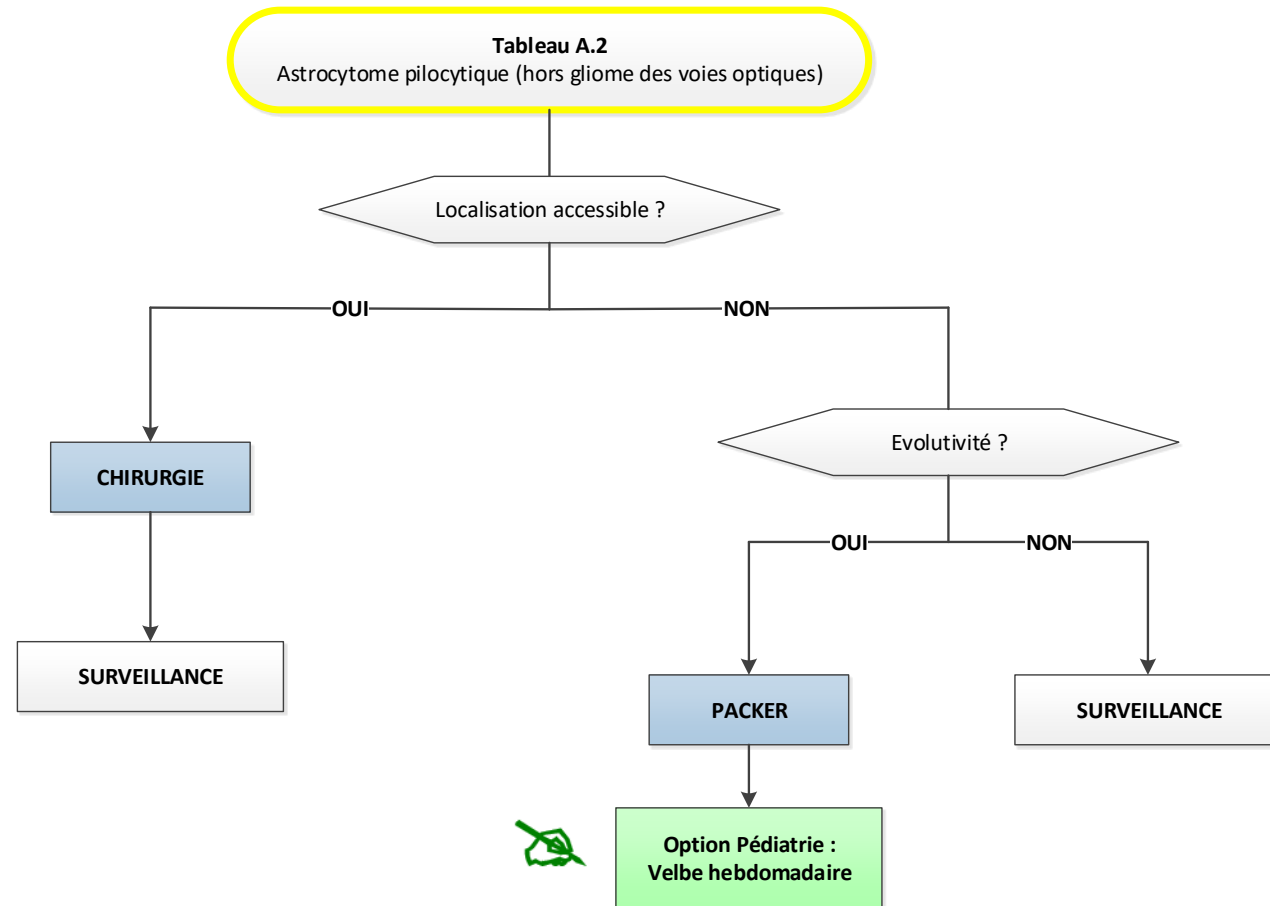 Tableau A.2
Astrocytome pilocytique (hors gliome des voies optiques)
Localisation accessible ?
OUI
NON
CHIRURGIE
SURVEILLANCE
Evolutivité ?
OUI
NON
PACKER
SURVEILLANCE
Option Pédiatrie :
Velbe hebdomadaire